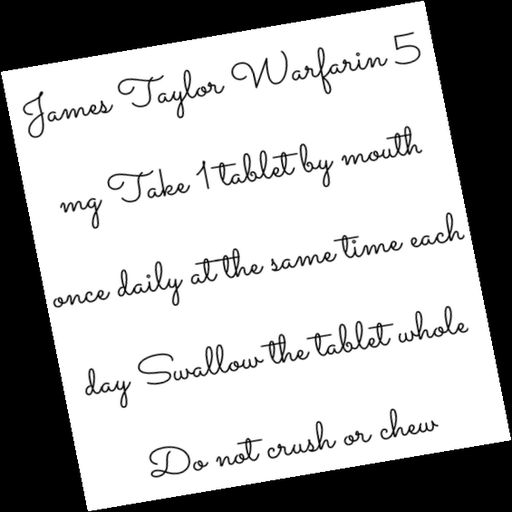 James Taylor Warfarin 5
mg Take 1 tablet by mouth
once daily at the same time each
day Swallow the tablet whole
Do not crush or chew